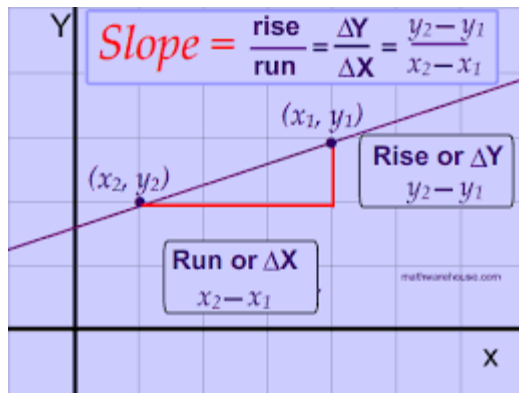 Y
Slope = rise/run = ΔY/ΔX = y₂− y₁/x₂− x₁
(x₁, y₁)
(x₂, y₂)
Rise or ΔY
y₂− y₁
Run or ΔX
x₂− x₁
mathwarehouse.com
X